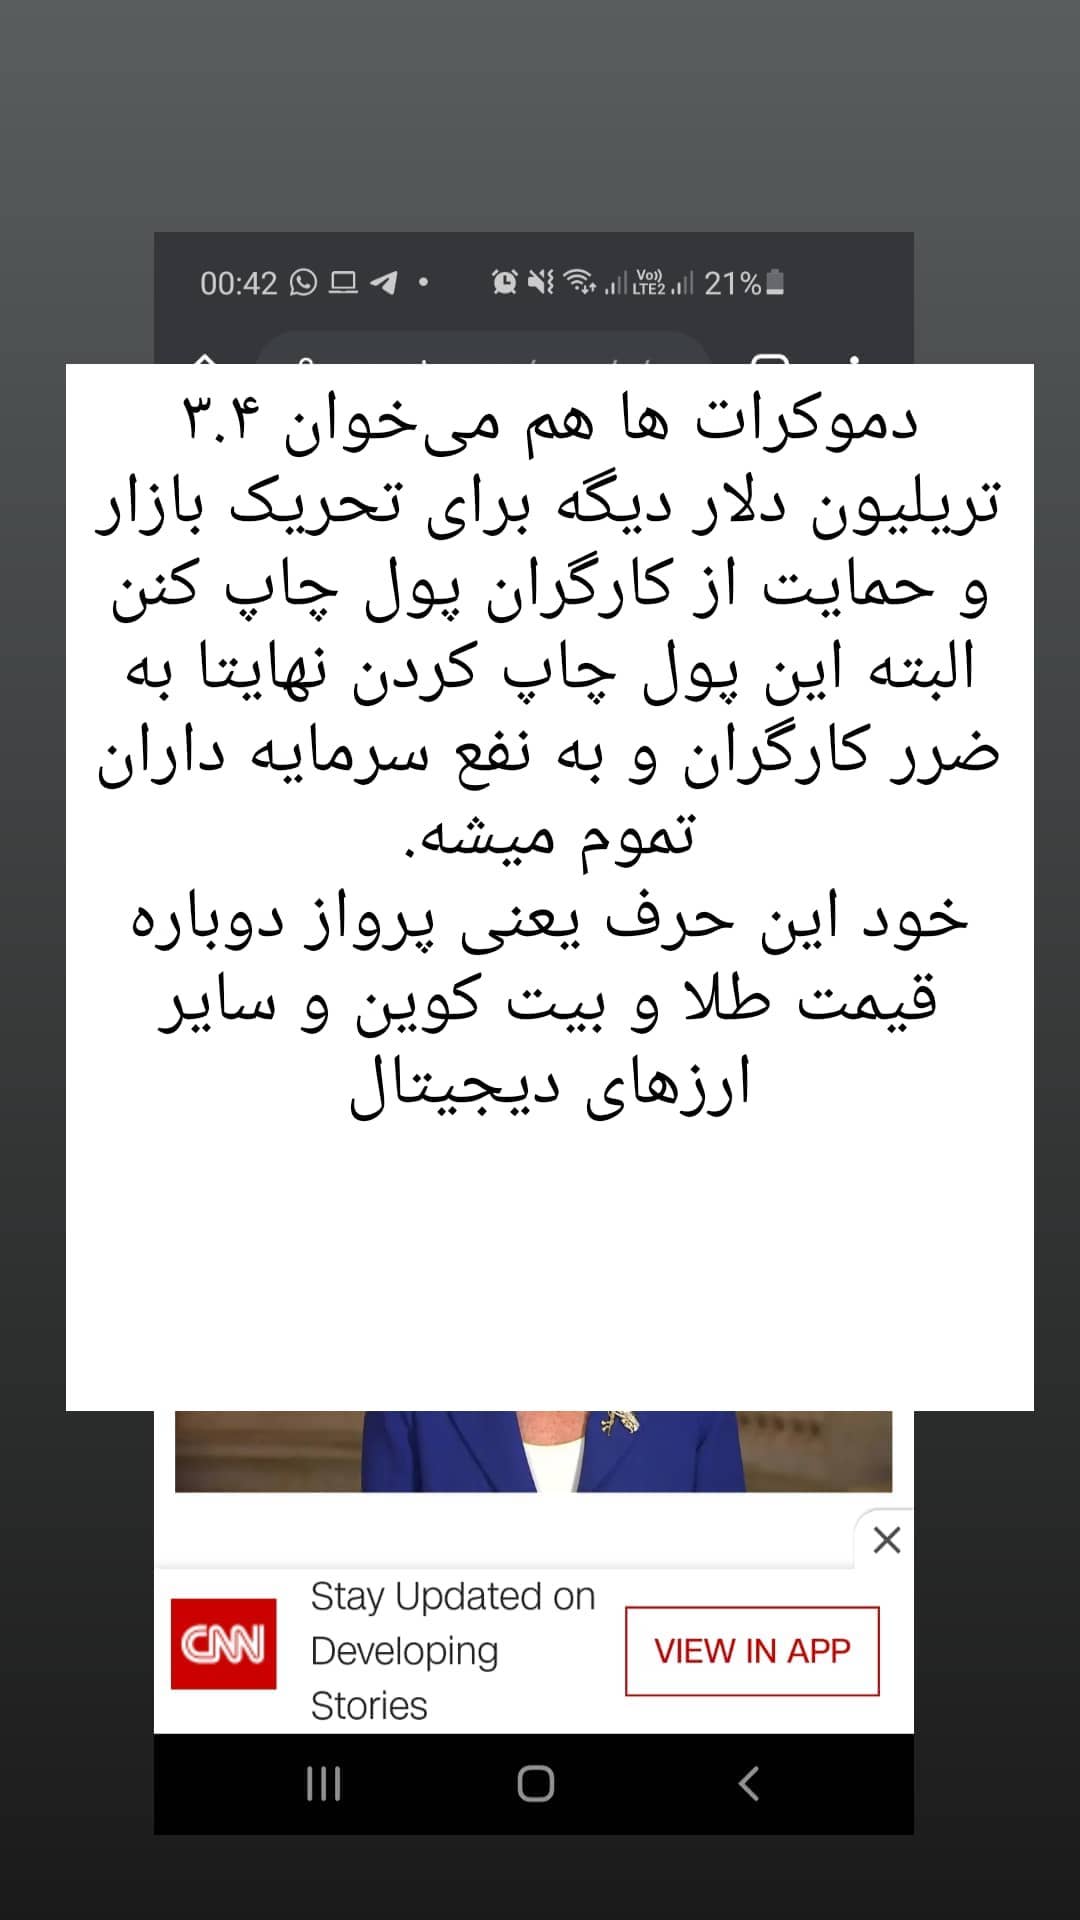 00:42
21%
Vo))
LTE2
دموکرات ها هم می‌خوان ۳.۴
تریلیون دلار دیگه برای تحریک بازار
و حمایت از کارگران پول چاپ کنن
البته این پول چاپ کردن نهایتا به
ضرر کارگران و به نفع سرمایه داران
تموم میشه.
خود این حرف یعنی پرواز دوباره
قیمت طلا و بیت کوین و سایر
ارزهای دیجیتال
CNN
Stay Updated on
Developing
Stories
VIEW IN APP